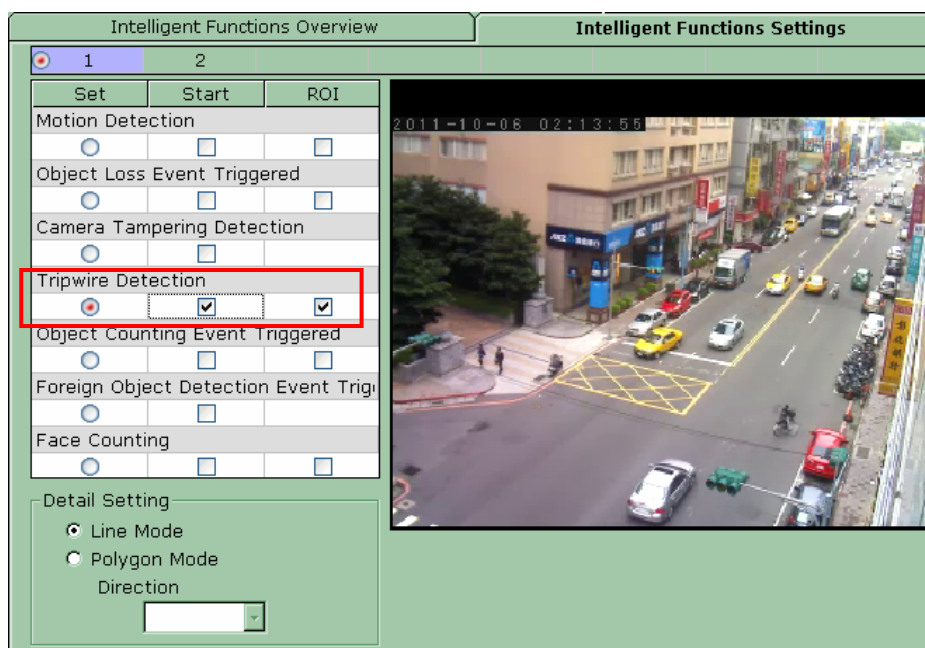 Intelligent Functions Overview
Intelligent Functions Settings
1 2
Set Start ROI
Motion Detection
Object Loss Event Triggered
Camera Tampering Detection
Tripwire Detection
Object Counting Event Triggered
Foreign Object Detection Event Trig
Face Counting
Detail Setting
Line Mode
Polygon Mode
Direction
2011-10-06 02:13:55